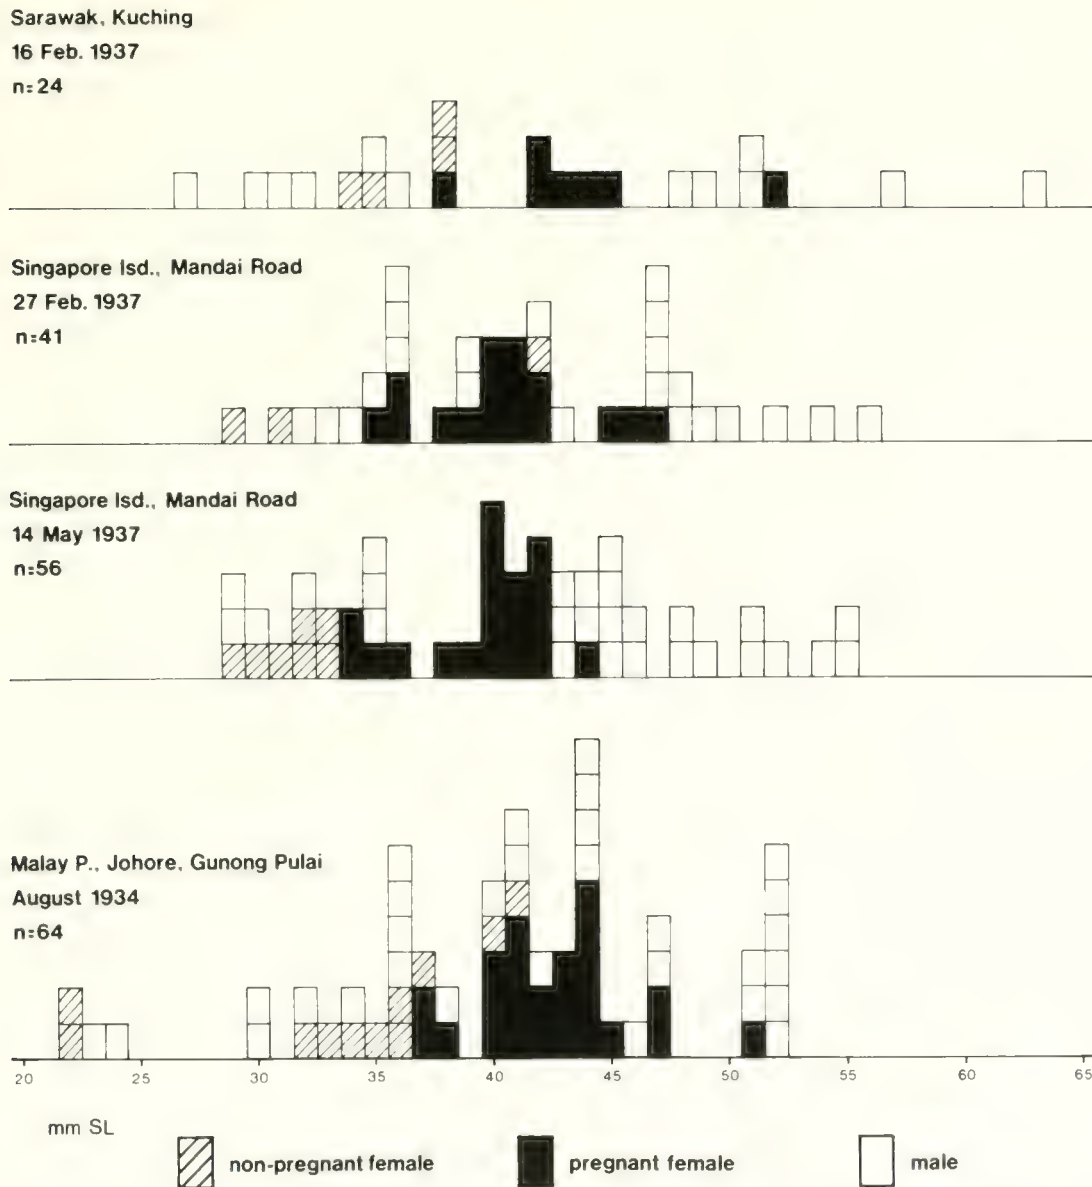 Sarawak, Kuching
16 Feb. 1937
n=24
Singapore Isd., Mandai Road
27 Feb. 1937
n=41
Singapore Isd., Mandai Road
14 May 1937
n=56
Malay P., Johore, Gunong Pulai
August 1934
n=64
20 25 30 35 40 45 50 55 60 65
mm SL
non-pregnant female pregnant female male